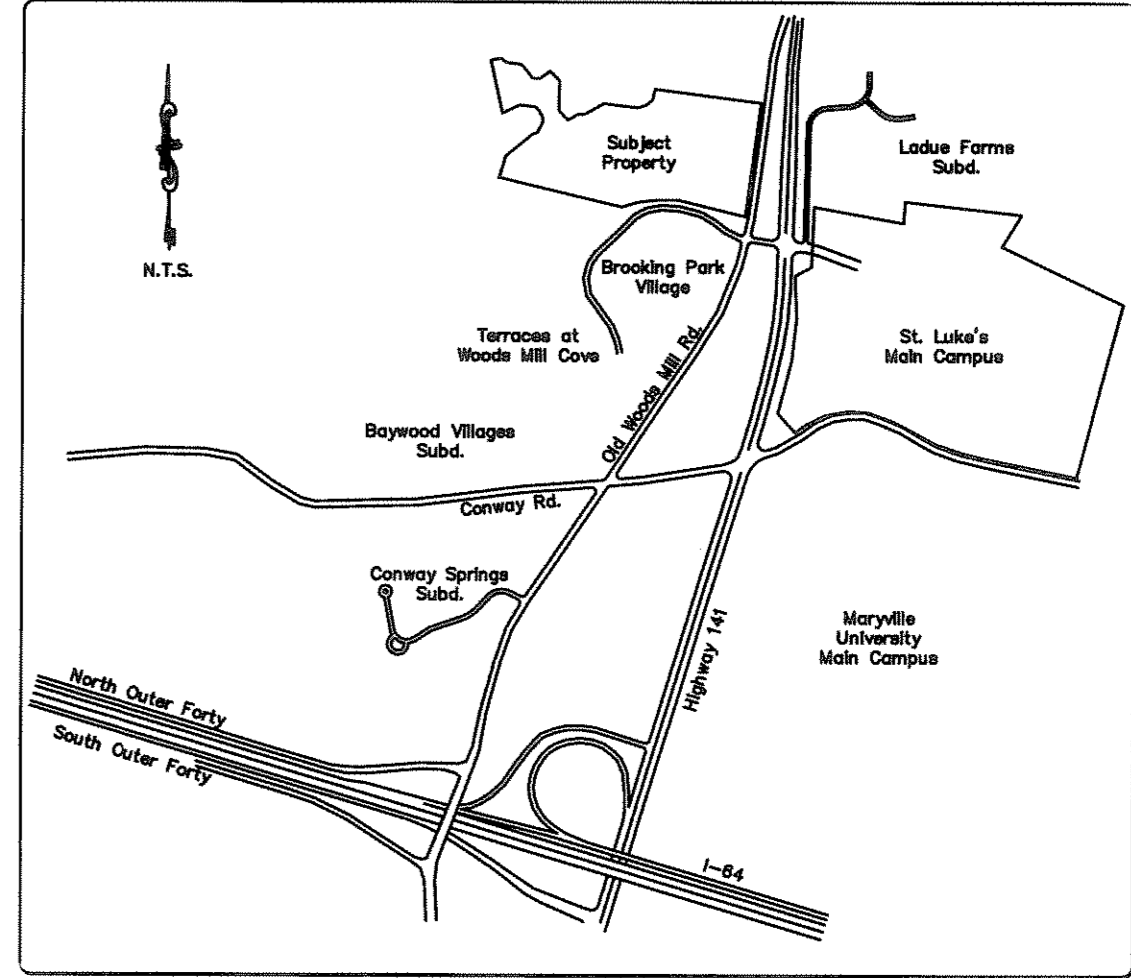 Subject
Property
Ladue Farms
Subd.
N.T.S.
Brooking Park
Village
Terraces at
Woods Mill Cove
St. Luke's
Main Campus
Old Woods Mill Rd.
Baywood Villages
Subd.
Conway Rd.
Conway Springs
Subd.
Highway 141
Maryville
University
Main Campus
North Outer Forty
South Outer Forty
I-64